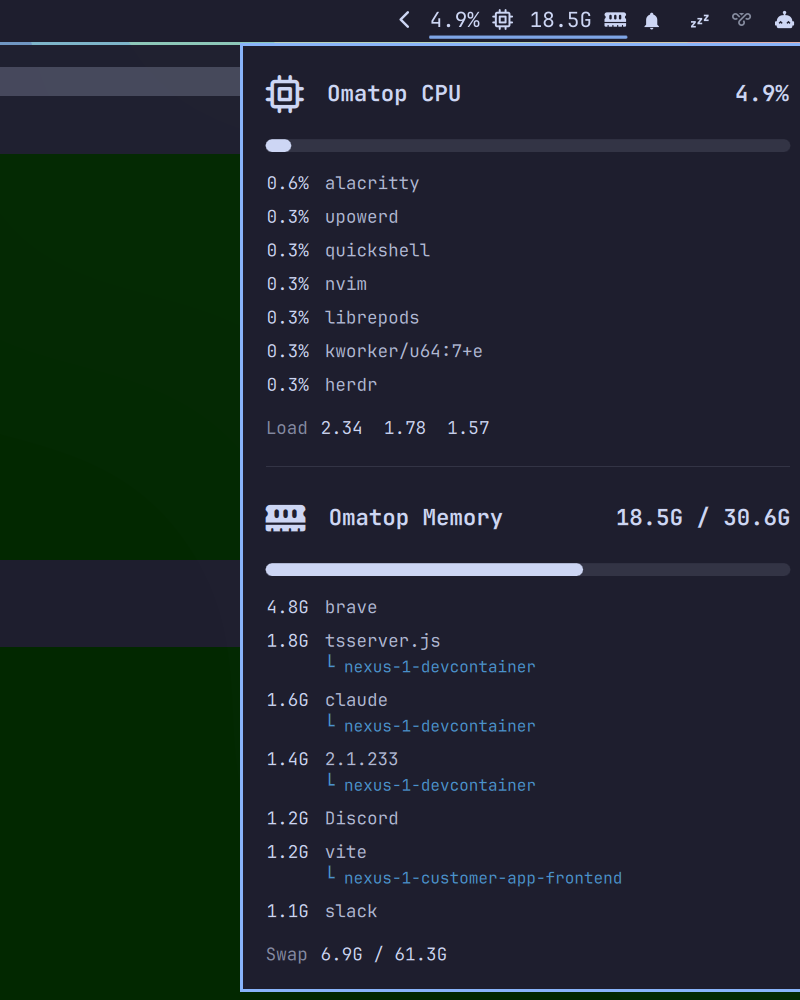 4.9% 18.5G zzz
Omatop CPU 4.9%
0.6% alacritty
0.3% upowerd
0.3% quickshell
0.3% nvim
0.3% librepods
0.3% kworker/u64:7+e
0.3% herdr
Load 2.34 1.78 1.57
Omatop Memory 18.5G / 30.6G
4.8G brave
1.8G tsserver.js
└ nexus-1-devcontainer
1.6G claude
└ nexus-1-devcontainer
1.4G 2.1.233
└ nexus-1-devcontainer
1.2G Discord
1.2G vite
└ nexus-1-customer-app-frontend
1.1G slack
Swap 6.9G / 61.3G